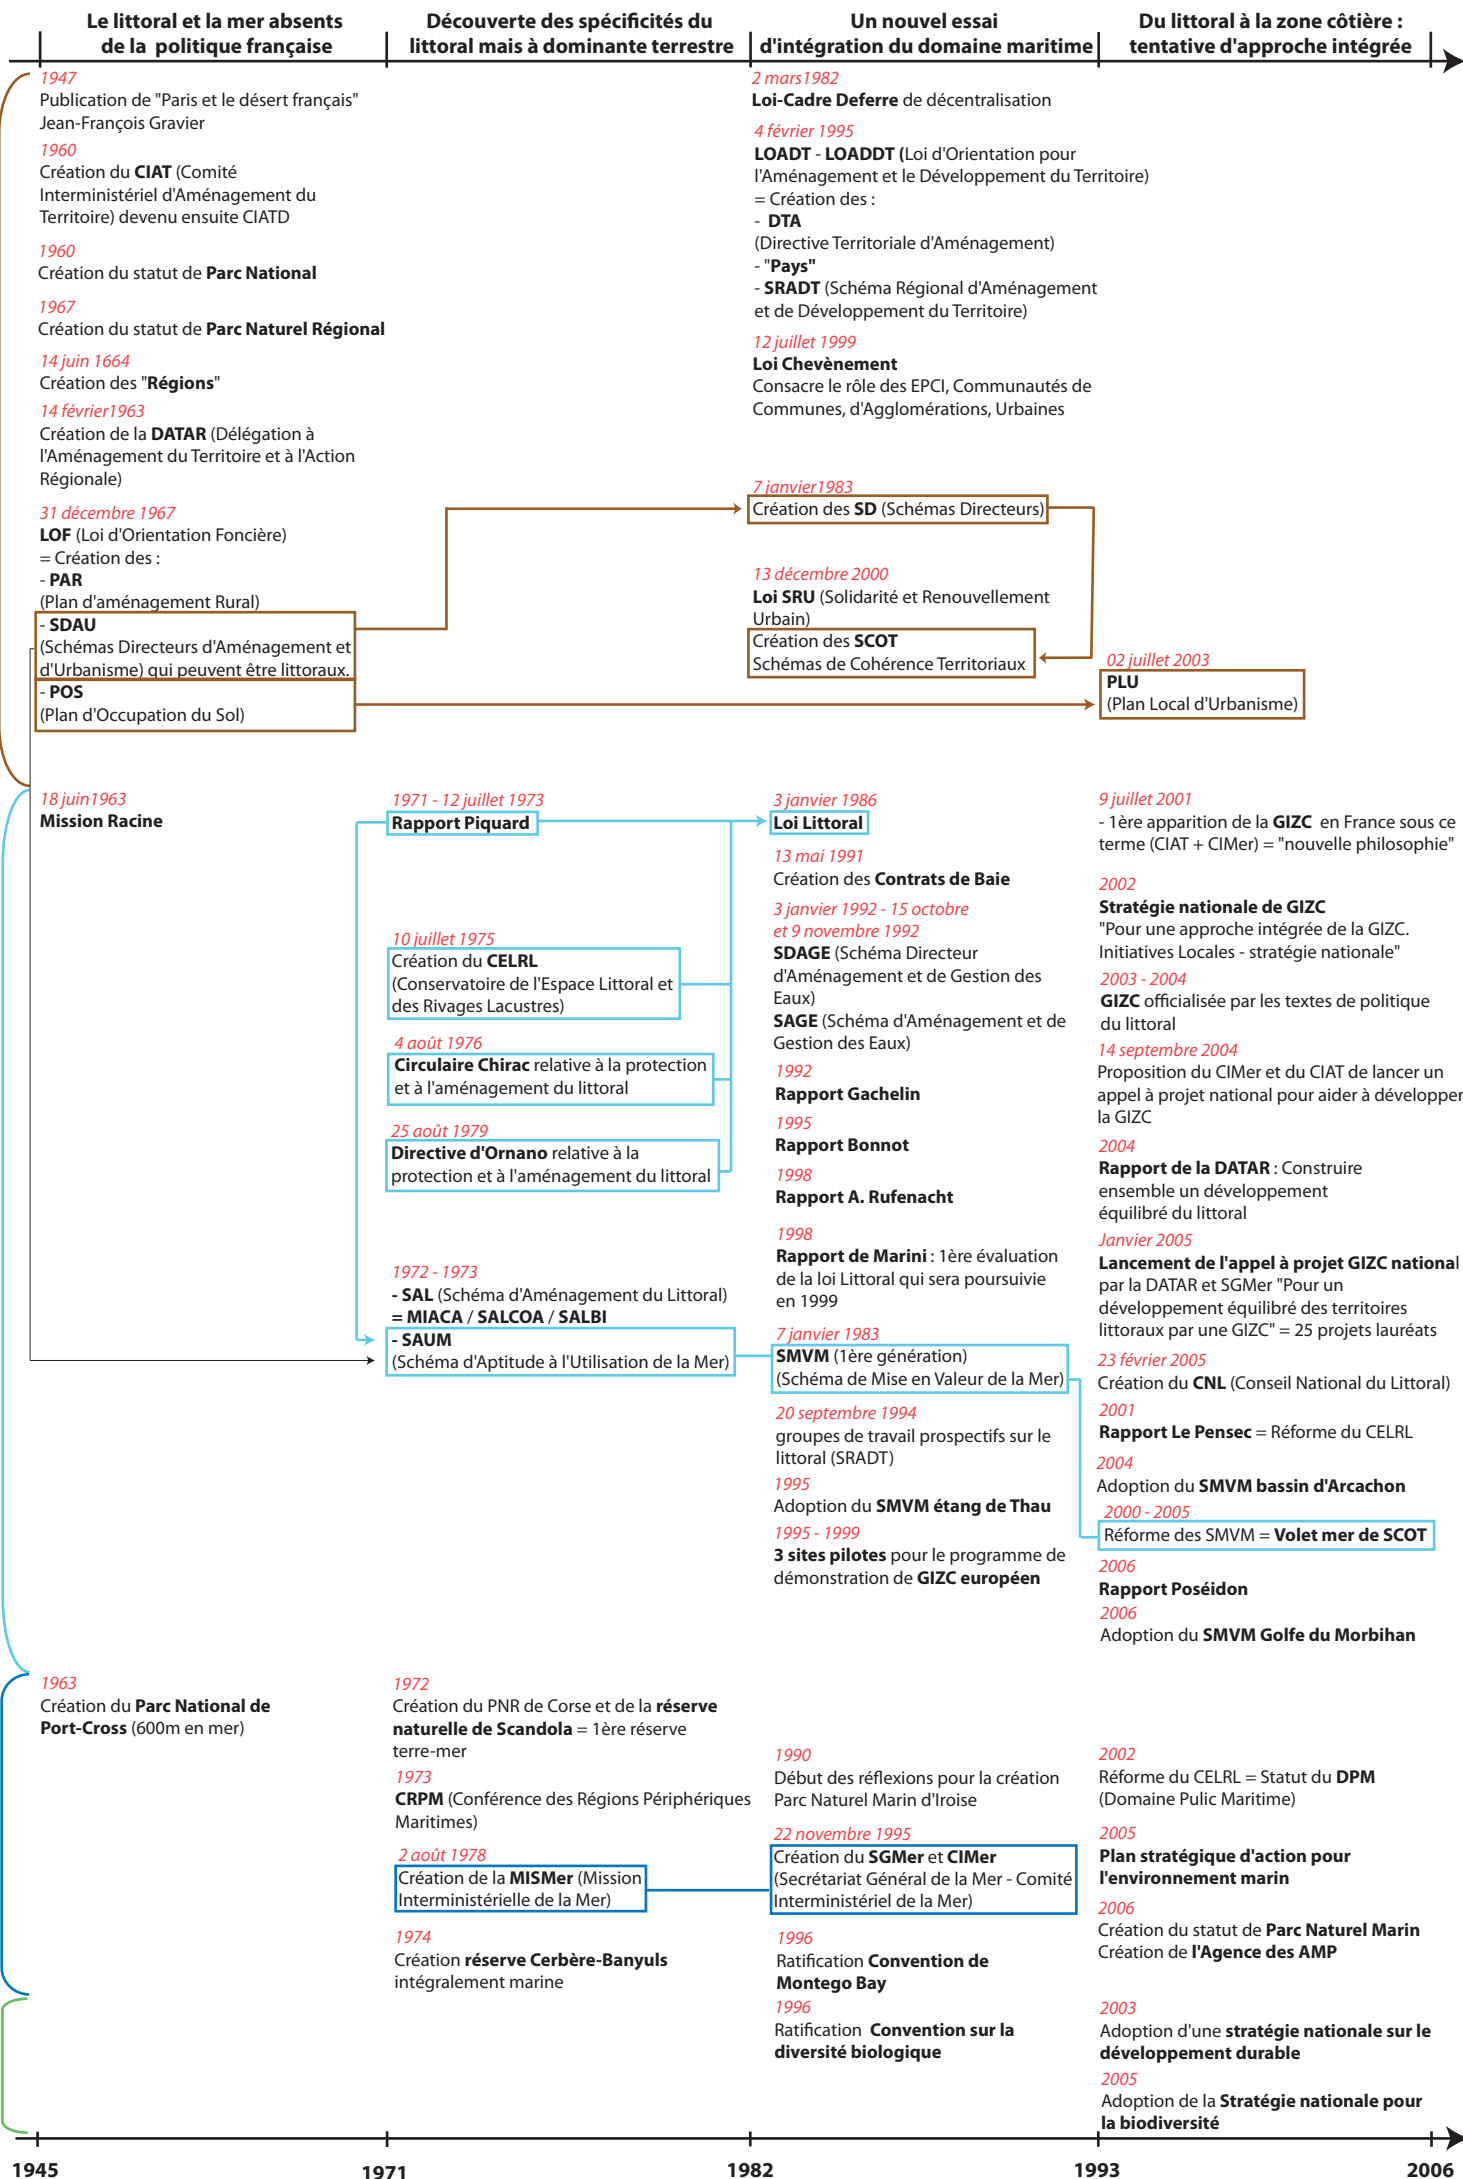 Le littoral et la mer absents
de la politique française
Découverte des spécificités du
littoral mais à dominante terrestre
Un nouvel essai
d'intégration du domaine maritime
Du littoral à la zone côtière :
tentative d'approche intégrée
1947
Publication de "Paris et le désert français"
Jean-François Gravier
1960
Création du CIAT (Comité
Interministériel d'Aménagement du
Territoire) devenu ensuite CIATD
1960
Création du statut de Parc National
1967
Création du statut de Parc Naturel Régional
14 juin 1664
Création des "Régions"
14 février1963
Création de la DATAR (Délégation à
l'Aménagement du Territoire et à l'Action
Régionale)
31 décembre 1967
LOF (Loi d'Orientation Foncière)
= Création des :
- PAR
(Plan d'aménagement Rural)
- SDAU
(Schémas Directeurs d'Aménagement et
d'Urbanisme) qui peuvent être littoraux.
- POS
(Plan d'Occupation du Sol)
2 mars1982
Loi-Cadre Deferre de décentralisation
4 février 1995
LOADT - LOADDT (Loi d'Orientation pour
l'Aménagement et le Développement du Territoire)
= Création des :
- DTA
(Directive Territoriale d'Aménagement)
- "Pays"
- SRADT (Schéma Régional d'Aménagement
et de Développement du Territoire)
12 juillet 1999
Loi Chevènement
Consacre le rôle des EPCI, Communautés de
Communes, d'Agglomérations, Urbaines
7 janvier1983
Création des SD (Schémas Directeurs)
13 décembre 2000
Loi SRU (Solidarité et Renouvellement
Urbain)
Création des SCOT
Schémas de Cohérence Territoriaux
02 juillet 2003
PLU
(Plan Local d'Urbanisme)
18 juin1963
Mission Racine
1971 - 12 juillet 1973
Rapport Piquard
10 juillet 1975
Création du CELRL
(Conservatoire de l'Espace Littoral et
des Rivages Lacustres)
4 août 1976
Circulaire Chirac relative à la protection
et à l'aménagement du littoral
25 août 1979
Directive d'Ornano relative à la
protection et à l'aménagement du littoral
1972 - 1973
- SAL (Schéma d'Aménagement du Littoral)
= MIACA / SALCOA / SALBI
- SAUM
(Schéma d'Aptitude à l'Utilisation de la Mer)
3 janvier 1986
Loi Littoral
13 mai 1991
Création des Contrats de Baie
3 janvier 1992 - 15 octobre
et 9 novembre 1992
SDAGE (Schéma Directeur
d'Aménagement et de Gestion des
Eaux)
SAGE (Schéma d'Aménagement et de
Gestion des Eaux)
1992
Rapport Gachelin
1995
Rapport Bonnot
1998
Rapport A. Rufenacht
1998
Rapport de Marini : 1ère évaluation
de la loi Littoral qui sera poursuivie
en 1999
7 janvier 1983
SMVM (1ère génération)
(Schéma de Mise en Valeur de la Mer)
20 septembre 1994
groupes de travail prospectifs sur le
littoral (SRADT)
1995
Adoption du SMVM étang de Thau
1995 - 1999
3 sites pilotes pour le programme de
démonstration de GIZC européen
9 juillet 2001
- 1ère apparition de la GIZC en France sous ce
terme (CIAT + CIMer) = "nouvelle philosophie"
2002
Stratégie nationale de GIZC
"Pour une approche intégrée de la GIZC.
Initiatives Locales - stratégie nationale"
2003 - 2004
GIZC officialisée par les textes de politique
du littoral
14 septembre 2004
Proposition du CIMer et du CIAT de lancer un
appel à projet national pour aider à développer
la GIZC
2004
Rapport de la DATAR : Construire
ensemble un développement
équilibré du littoral
Janvier 2005
Lancement de l'appel à projet GIZC national
par la DATAR et SGMer "Pour un
développement équilibré des territoires
littoraux par une GIZC" = 25 projets lauréats
23 février 2005
Création du CNL (Conseil National du Littoral)
2001
Rapport Le Pensec = Réforme du CELRL
2004
Adoption du SMVM bassin d'Arcachon
2000 - 2005
Réforme des SMVM = Volet mer de SCOT
2006
Rapport Poséidon
2006
Adoption du SMVM Golfe du Morbihan
1963
Création du Parc National de
Port-Cross (600m en mer)
1972
Création du PNR de Corse et de la réserve
naturelle de Scandola = 1ère réserve
terre-mer
1973
CRPM (Conférence des Régions Périphériques
Maritimes)
2 août 1978
Création de la MISMer (Mission
Interministérielle de la Mer)
1974
Création réserve Cerbère-Banyuls
intégralement marine
1990
Début des réflexions pour la création
Parc Naturel Marin d'Iroise
22 novembre 1995
Création du SGMer et CIMer
(Secrétariat Général de la Mer - Comité
Interministériel de la Mer)
1996
Ratification Convention de
Montego Bay
1996
Ratification Convention sur la
diversité biologique
2002
Réforme du CELRL = Statut du DPM
(Domaine Pulic Maritime)
2005
Plan stratégique d'action pour
l'environnement marin
2006
Création du statut de Parc Naturel Marin
Création de l'Agence des AMP
2003
Adoption d'une stratégie nationale sur le
développement durable
2005
Adoption de la Stratégie nationale pour
la biodiversité
1945
1971
1982
1993
2006